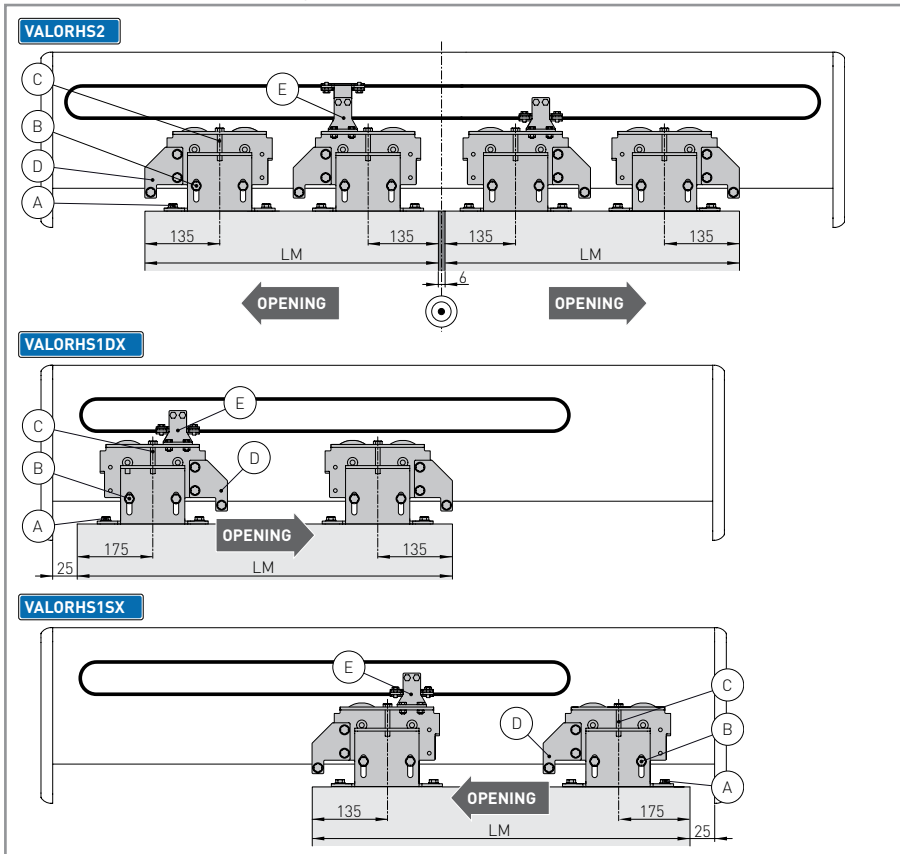 VALORHS2
C
E
B
D
A
135 135 135 135
LM LM
6
OPENING OPENING
VALORHS1DX
E
C
D
B
A
OPENING
175 135
25 LM
VALORHS1SX
E
C
D
B
A
OPENING
135 175
LM 25